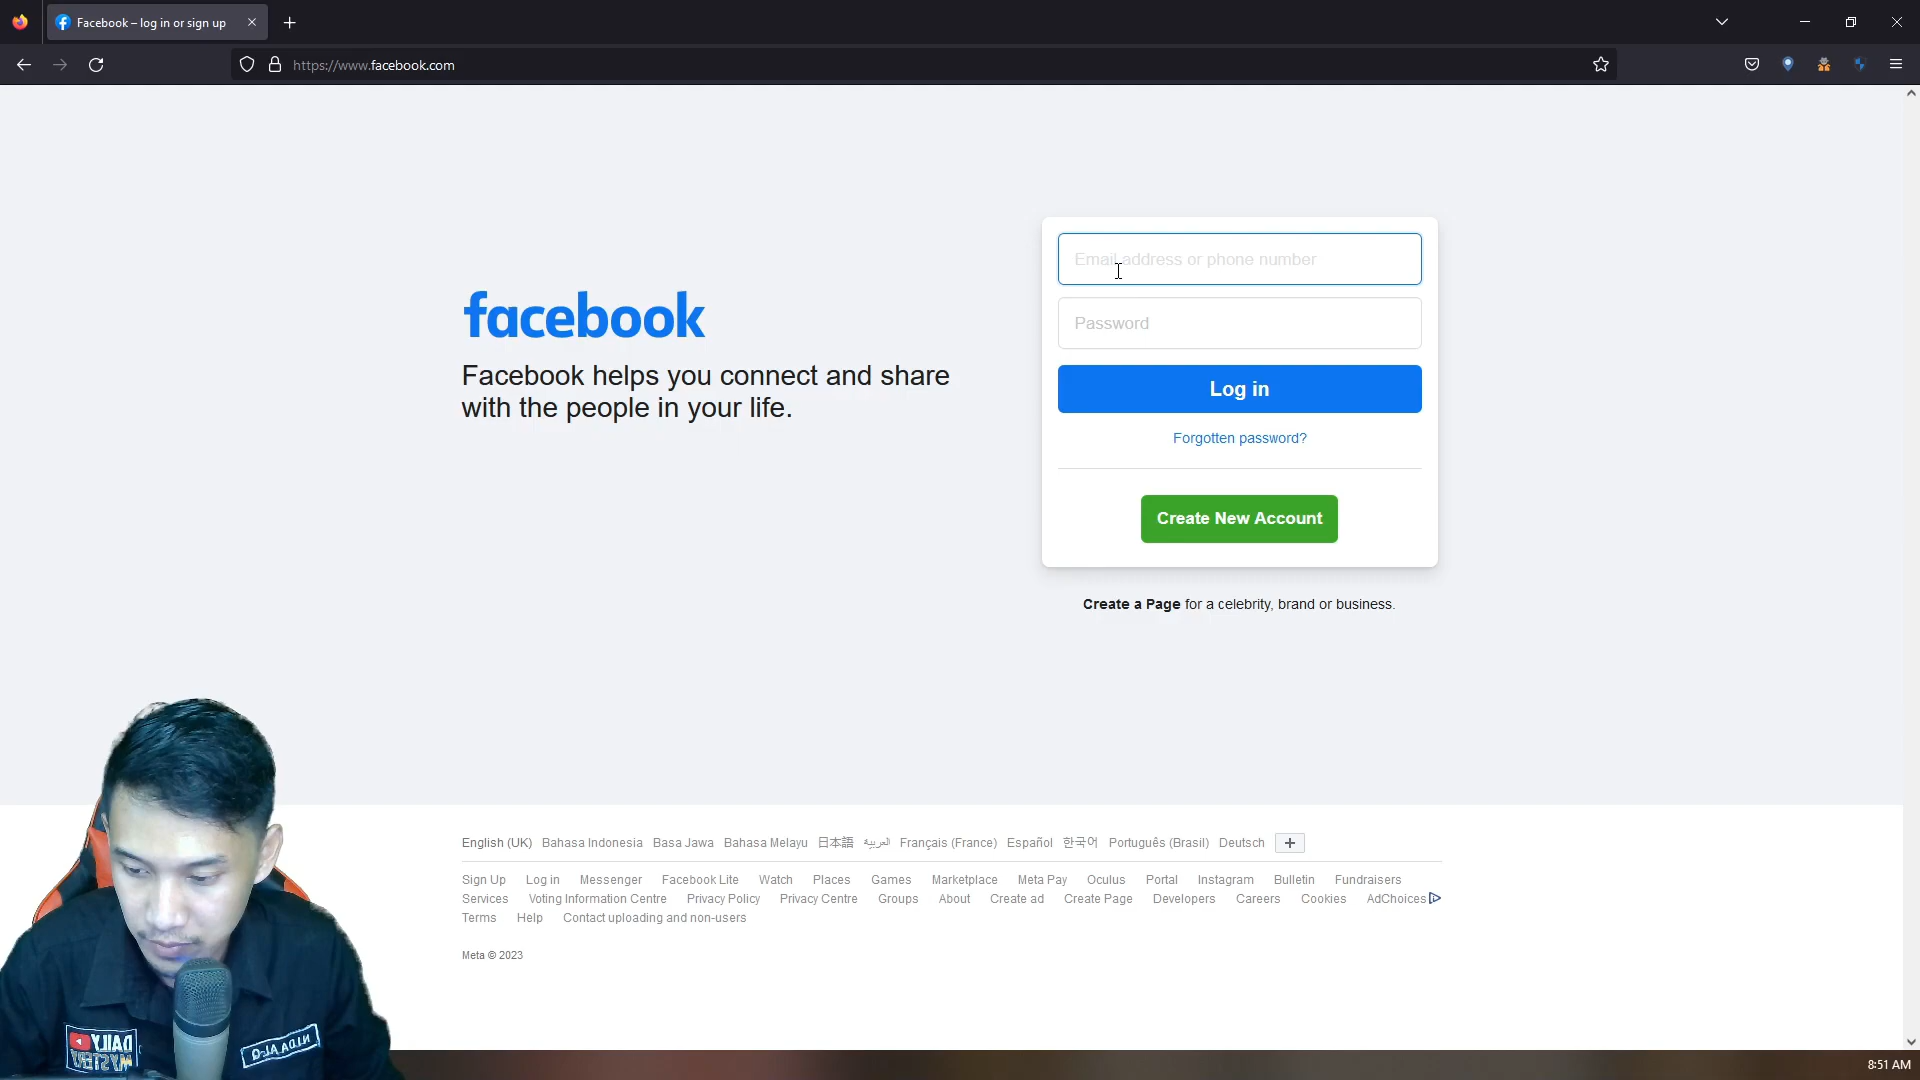 Facebook – log in or sign up
https://www.facebook.com
Email address or phone number
facebook
Password
Facebook helps you connect and share
with the people in your life.
Log in
Forgotten password?
Create New Account
Create a Page for a celebrity, brand or business.
English (UK) Bahasa Indonesia Basa Jawa Bahasa Melayu 日本語 العربية Français (France) Español 한국어 Português (Brasil) Deutsch
Sign Up Log in Messenger Facebook Lite Watch Places Games Marketplace Meta Pay Oculus Portal Instagram Bulletin Fundraisers
Services Voting Information Centre Privacy Policy Privacy Centre Groups About Create ad Create Page Developers Careers Cookies AdChoices
Terms Help Contact uploading and non-users
Meta © 2023
DAILY
MYSTERY
8:51 AM